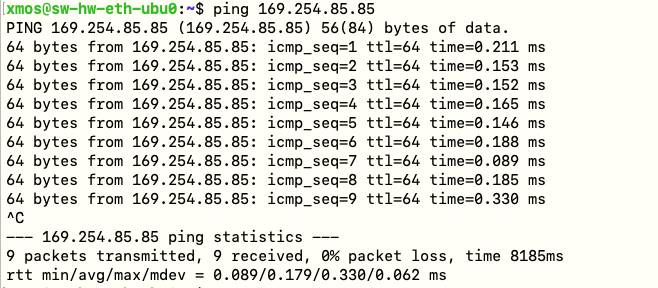 xmos@sw-hw-eth-ubu0:~$ ping 169.254.85.85
PING 169.254.85.85 (169.254.85.85) 56(84) bytes of data.
64 bytes from 169.254.85.85: icmp_seq=1 ttl=64 time=0.211 ms
64 bytes from 169.254.85.85: icmp_seq=2 ttl=64 time=0.153 ms
64 bytes from 169.254.85.85: icmp_seq=3 ttl=64 time=0.152 ms
64 bytes from 169.254.85.85: icmp_seq=4 ttl=64 time=0.165 ms
64 bytes from 169.254.85.85: icmp_seq=5 ttl=64 time=0.146 ms
64 bytes from 169.254.85.85: icmp_seq=6 ttl=64 time=0.188 ms
64 bytes from 169.254.85.85: icmp_seq=7 ttl=64 time=0.089 ms
64 bytes from 169.254.85.85: icmp_seq=8 ttl=64 time=0.185 ms
64 bytes from 169.254.85.85: icmp_seq=9 ttl=64 time=0.330 ms
^C
--- 169.254.85.85 ping statistics ---
9 packets transmitted, 9 received, 0% packet loss, time 8185ms
rtt min/avg/max/mdev = 0.089/0.179/0.330/0.062 ms